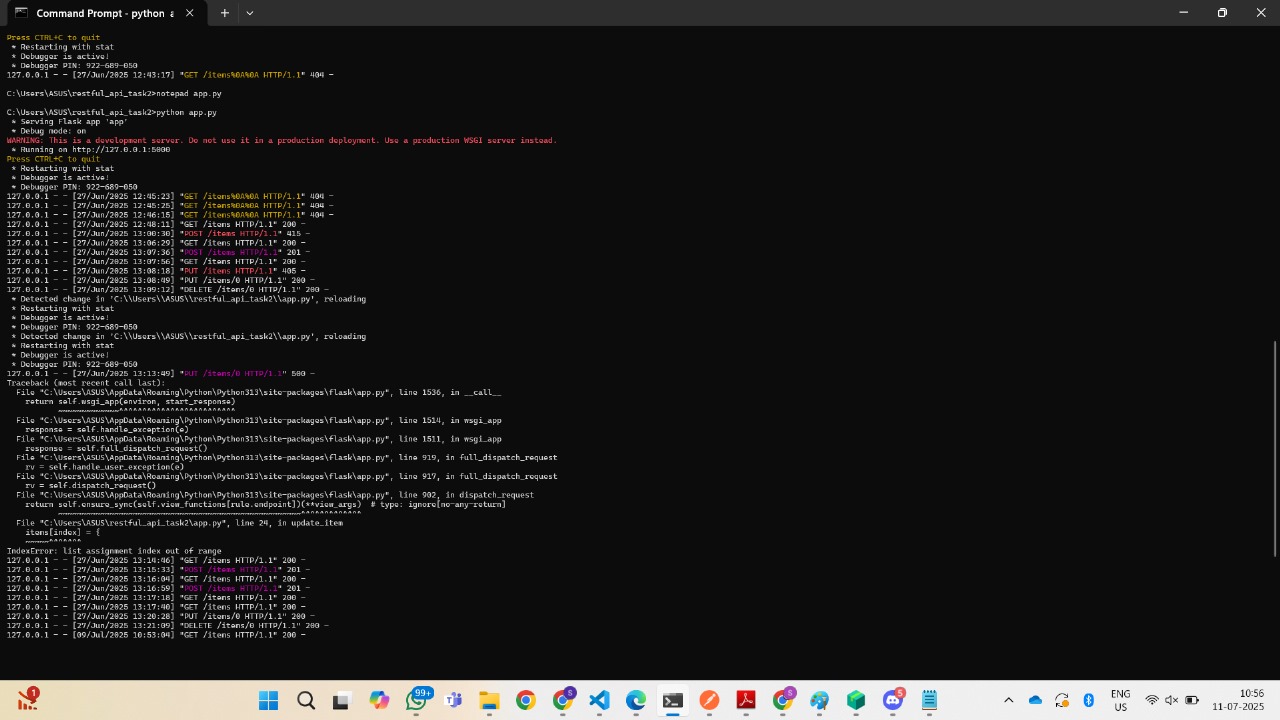 Command Prompt - python a
Press CTRL+C to quit
 * Restarting with stat
 * Debugger is active!
 * Debugger PIN: 922-689-050
127.0.0.1 - - [27/Jun/2025 12:43:17] "GET /items%0A%0A HTTP/1.1" 404 -
C:\Users\ASUS\restful_api_task2>notepad app.py
C:\Users\ASUS\restful_api_task2>python app.py
 * Serving Flask app 'app'
 * Debug mode: on
WARNING: This is a development server. Do not use it in a production deployment. Use a production WSGI server instead.
 * Running on http://127.0.0.1:5000
Press CTRL+C to quit
 * Restarting with stat
 * Debugger is active!
 * Debugger PIN: 922-689-050
127.0.0.1 - - [27/Jun/2025 12:45:23] "GET /items%0A%0A HTTP/1.1" 404 -
127.0.0.1 - - [27/Jun/2025 12:45:25] "GET /items%0A%0A HTTP/1.1" 404 -
127.0.0.1 - - [27/Jun/2025 12:46:15] "GET /items%0A%0A HTTP/1.1" 404 -
127.0.0.1 - - [27/Jun/2025 12:48:11] "GET /items HTTP/1.1" 200 -
127.0.0.1 - - [27/Jun/2025 13:00:30] "POST /items HTTP/1.1" 415 -
127.0.0.1 - - [27/Jun/2025 13:06:29] "GET /items HTTP/1.1" 200 -
127.0.0.1 - - [27/Jun/2025 13:07:36] "POST /items HTTP/1.1" 201 -
127.0.0.1 - - [27/Jun/2025 13:07:56] "GET /items HTTP/1.1" 200 -
127.0.0.1 - - [27/Jun/2025 13:08:18] "PUT /items HTTP/1.1" 405 -
127.0.0.1 - - [27/Jun/2025 13:08:49] "PUT /items/0 HTTP/1.1" 200 -
127.0.0.1 - - [27/Jun/2025 13:09:12] "DELETE /items/0 HTTP/1.1" 200 -
 * Detected change in 'C:\\Users\\ASUS\\restful_api_task2\\app.py', reloading
 * Restarting with stat
 * Debugger is active!
 * Debugger PIN: 922-689-050
 * Detected change in 'C:\\Users\\ASUS\\restful_api_task2\\app.py', reloading
 * Restarting with stat
 * Debugger is active!
 * Debugger PIN: 922-689-050
127.0.0.1 - - [27/Jun/2025 13:13:49] "PUT /items/0 HTTP/1.1" 500 -
Traceback (most recent call last):
  File "C:\Users\ASUS\AppData\Roaming\Python\Python313\site-packages\flask\app.py", line 1536, in __call__
    return self.wsgi_app(environ, start_response)
           ~~~~~~~~~~~~~^^^^^^^^^^^^^^^^^^^^^^^^^
  File "C:\Users\ASUS\AppData\Roaming\Python\Python313\site-packages\flask\app.py", line 1514, in wsgi_app
    response = self.handle_exception(e)
  File "C:\Users\ASUS\AppData\Roaming\Python\Python313\site-packages\flask\app.py", line 1511, in wsgi_app
    response = self.full_dispatch_request()
  File "C:\Users\ASUS\AppData\Roaming\Python\Python313\site-packages\flask\app.py", line 919, in full_dispatch_request
    rv = self.handle_user_exception(e)
  File "C:\Users\ASUS\AppData\Roaming\Python\Python313\site-packages\flask\app.py", line 917, in full_dispatch_request
    rv = self.dispatch_request()
  File "C:\Users\ASUS\AppData\Roaming\Python\Python313\site-packages\flask\app.py", line 902, in dispatch_request
    return self.ensure_sync(self.view_functions[rule.endpoint])(**view_args)  # type: ignore[no-any-return]
           ~~~~~~~~~~~~~~~~~~~~~~~~~~~~~~~~~~~~~~~~~~~~~~~~~~~~^^^^^^^^^^^^^
  File "C:\Users\ASUS\restful_api_task2\app.py", line 24, in update_item
    items[index] = {
    ~~~~~^^^^^^^
IndexError: list assignment index out of range
127.0.0.1 - - [27/Jun/2025 13:14:46] "GET /items HTTP/1.1" 200 -
127.0.0.1 - - [27/Jun/2025 13:15:33] "POST /items HTTP/1.1" 201 -
127.0.0.1 - - [27/Jun/2025 13:16:04] "GET /items HTTP/1.1" 200 -
127.0.0.1 - - [27/Jun/2025 13:16:59] "POST /items HTTP/1.1" 201 -
127.0.0.1 - - [27/Jun/2025 13:17:18] "GET /items HTTP/1.1" 200 -
127.0.0.1 - - [27/Jun/2025 13:17:40] "GET /items HTTP/1.1" 200 -
127.0.0.1 - - [27/Jun/2025 13:20:28] "PUT /items/0 HTTP/1.1" 200 -
127.0.0.1 - - [27/Jun/2025 13:21:09] "DELETE /items/0 HTTP/1.1" 200 -
127.0.0.1 - - [09/Jul/2025 10:53:04] "GET /items HTTP/1.1" 200 -
1
99+
S
S
5
ENG
US
10:56
11-07-2025